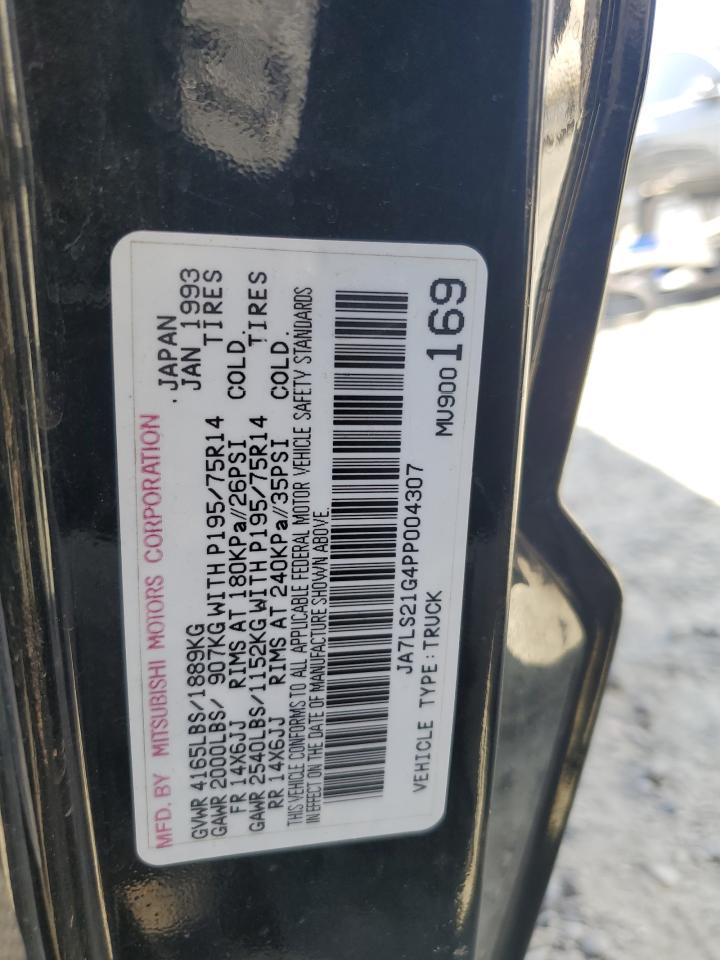 MFD. BY MITSUBISHI MOTORS CORPORATION . JAPAN
JAN 1993
GVWR 4165LBS/1889KG
GAWR 2000LBS/ 907KG WITH P195/75R14 TIRES
FR 14X6JJ RIMS AT 180KPa//26PSI COLD.
GAWR 2540LBS/1152KG WITH P195/75R14 TIRES
RR 14X6JJ RIMS AT 240KPa//35PSI COLD.
THIS VEHICLE CONFORMS TO ALL APPLICABLE FEDERAL MOTOR VEHICLE SAFETY STANDARDS
IN EFFECT ON THE DATE OF MANUFACTURE SHOWN ABOVE.
JA7LS21G4PP004307
VEHICLE TYPE:TRUCK
MU900169